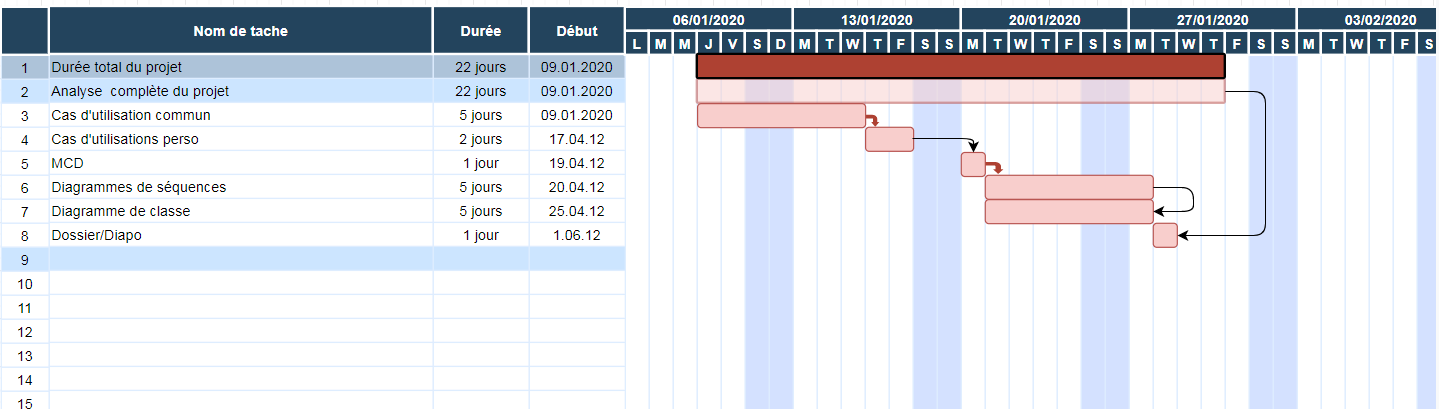 Nom de tache Durée Début 06/01/2020 13/01/2020 20/01/2020 27/01/2020 03/02/2020
L M M J V S D M T W T F S S M T W T F S S M T W T F S S M T W T F S
1 Durée total du projet 22 jours 09.01.2020
2 Analyse complète du projet 22 jours 09.01.2020
3 Cas d'utilisation commun 5 jours 09.01.2020
4 Cas d'utilisations perso 2 jours 17.04.12
5 MCD 1 jour 19.04.12
6 Diagrammes de séquences 5 jours 20.04.12
7 Diagramme de classe 5 jours 25.04.12
8 Dossier/Diapo 1 jour 1.06.12
9
10
11
12
13
14
15